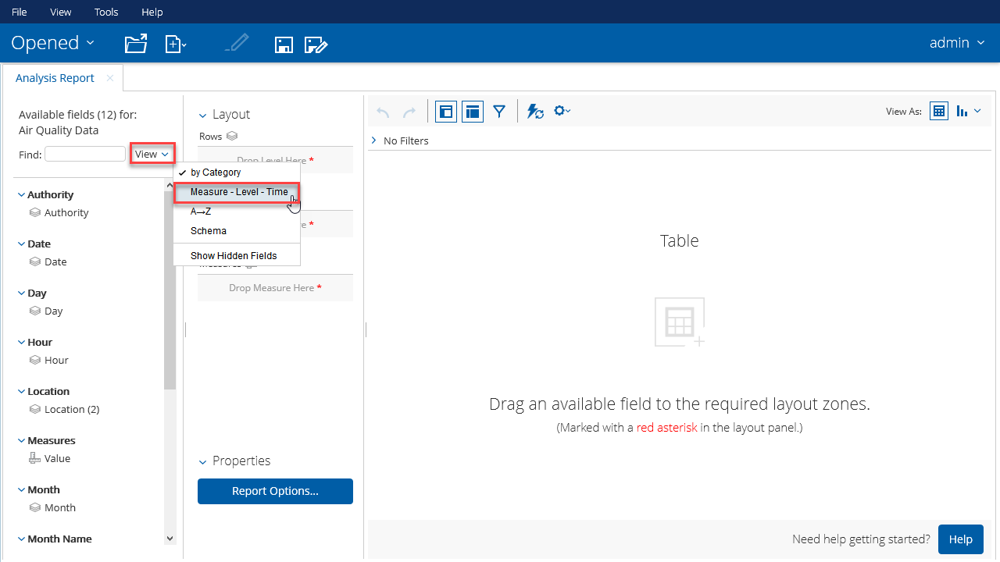 File View Tools Help
Opened
admin
Analysis Report
Available fields (12) for:
Air Quality Data
Find:
View
by Category
Measure - Level - Time
A→Z
Schema
Show Hidden Fields
Authority
Authority
Date
Date
Day
Day
Hour
Hour
Location
Location (2)
Measures
Value
Month
Month
Month Name
Layout
Rows
Drop Level Here *
*
Drop Measure Here *
Properties
Report Options...
View As:
No Filters
Table
Drag an available field to the required layout zones.
(Marked with a red asterisk in the layout panel.)
Need help getting started? Help